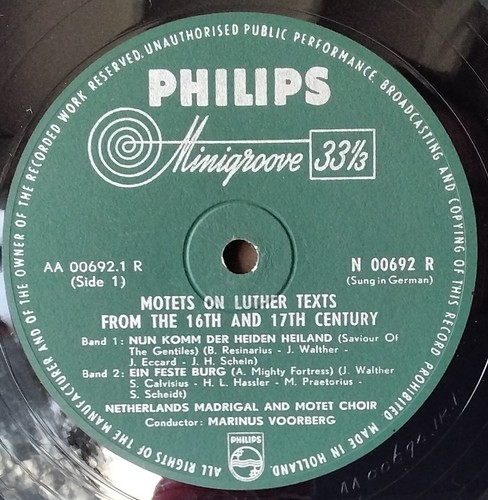 ALL RIGHTS OF THE MANUFACTURER AND OF THE OWNER OF THE RECORDED WORK RESERVED. UNAUTHORISED PUBLIC PERFORMANCE. BROADCASTING AND COPYING OF THIS RECORD PROHIBITED MADE IN HOLLAND.
PHILIPS
Minigroove 33⅓
AA 00692.1 R N 00692 R
(Side 1) (Sung in German)
MOTETS ON LUTHER TEXTS
FROM THE 16TH AND 17TH CENTURY
Band 1: NUN KOMM DER HEIDEN HEILAND (Saviour Of
The Gentiles) (B. Resinarius - J. Walther -
J. Eccard - J. H. Schein)
Band 2: EIN FESTE BURG (A. Mighty Fortress) (J. Walther
S. Calvisius - H. L. Hassler - M. Praetorius -
S. Scheidt)
NETHERLANDS MADRIGAL AND MOTET CHOIR
Conductor: MARINUS VOORBERG
PHILIPS